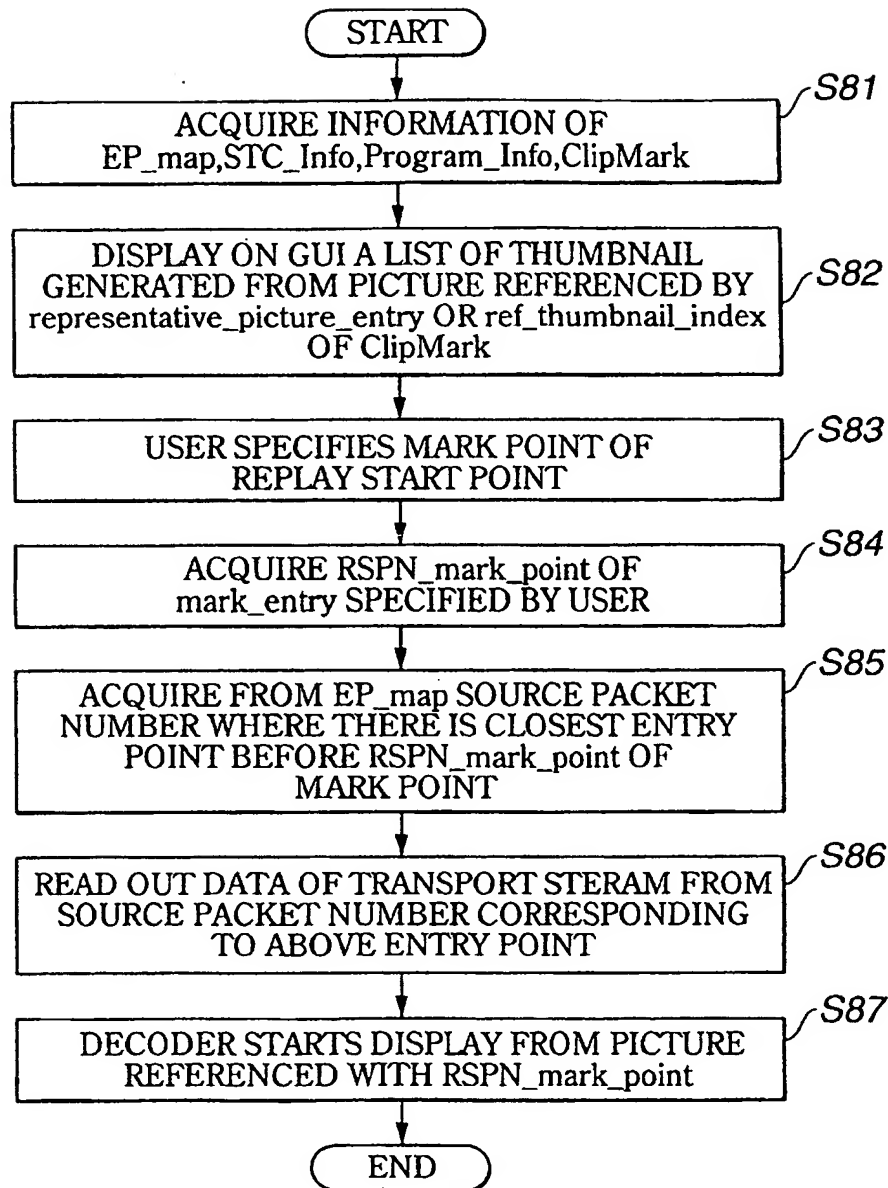 START
S81
ACQUIRE INFORMATION OF
EP_map,STC_Info,Program_Info,ClipMark
S82
DISPLAY ON GUI A LIST OF THUMBNAIL
GENERATED FROM PICTURE REFERENCED BY
representative_picture_entry OR ref_thumbnail_index
OF ClipMark
S83
USER SPECIFIES MARK POINT OF
REPLAY START POINT
S84
ACQUIRE RSPN_mark_point OF
mark_entry SPECIFIED BY USER
S85
ACQUIRE FROM EP_map SOURCE PACKET
NUMBER WHERE THERE IS CLOSEST ENTRY
POINT BEFORE RSPN_mark_point OF
MARK POINT
S86
READ OUT DATA OF TRANSPORT STERAM FROM
SOURCE PACKET NUMBER CORRESPONDING
TO ABOVE ENTRY POINT
S87
DECODER STARTS DISPLAY FROM PICTURE
REFERENCED WITH RSPN_mark_point
END